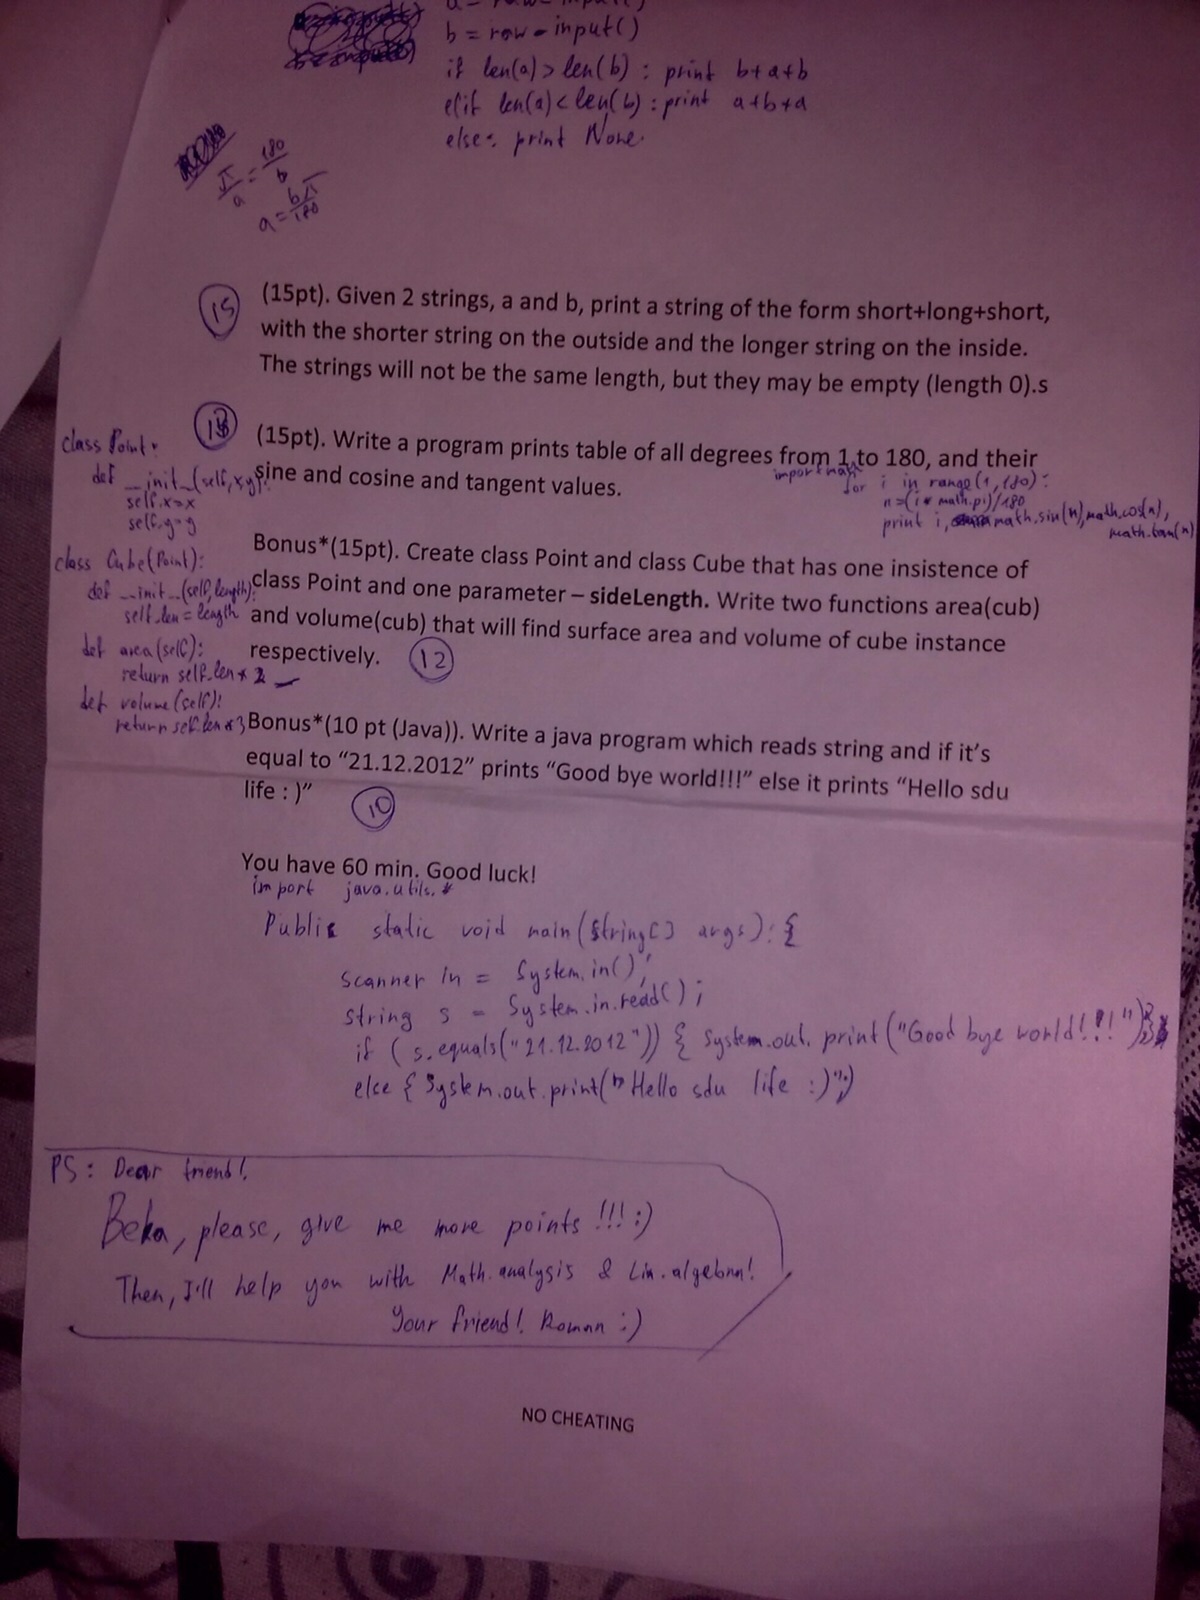 b = row-input()
if len(a) > len(b) : print b+a+b
elif len(a) < len(b) : print a+b+a
else: print None.
π/a = 180/b
a = bπ/180
15
(15pt). Given 2 strings, a and b, print a string of the form short+long+short,
with the shorter string on the outside and the longer string on the inside.
The strings will not be the same length, but they may be empty (length 0).s
(15pt). Write a program prints table of all degrees from 1 to 180, and their
sine and cosine and tangent values.
import math
for i in range(1,180):
n=(i*math.pi)/180
print i, math.sin(n), math.cos(n),
math.tan(n)
class Point:
def __init__(self,x,y):
self.x=x
self.y=y
class Cube(Point):
def __init__(self,length):
self.len=length
def area(self):
return self.len*2
def volume(self):
return self.len*3
Bonus*(15pt). Create class Point and class Cube that has one insistence of
class Point and one parameter – sideLength. Write two functions area(cub)
and volume(cub) that will find surface area and volume of cube instance
respectively.
12
Bonus*(10 pt (Java)). Write a java program which reads string and if it's
equal to "21.12.2012" prints "Good bye world!!!" else it prints "Hello sdu
life : )"
10
You have 60 min. Good luck!
import java.utils.*
Public static void main(String[] args):{
Scanner in = System.in();
String s = System.in.read();
if ( s.equals("21.12.2012")) { System.out.print("Good bye world!!!");}
else { System.out.print("Hello sdu life :)");
PS: Dear friend!
Beka, please, give me more points !!! :)
Then, I'll help you with Math.analysis & Lin.algebra!
Your friend! Roman :)
NO CHEATING